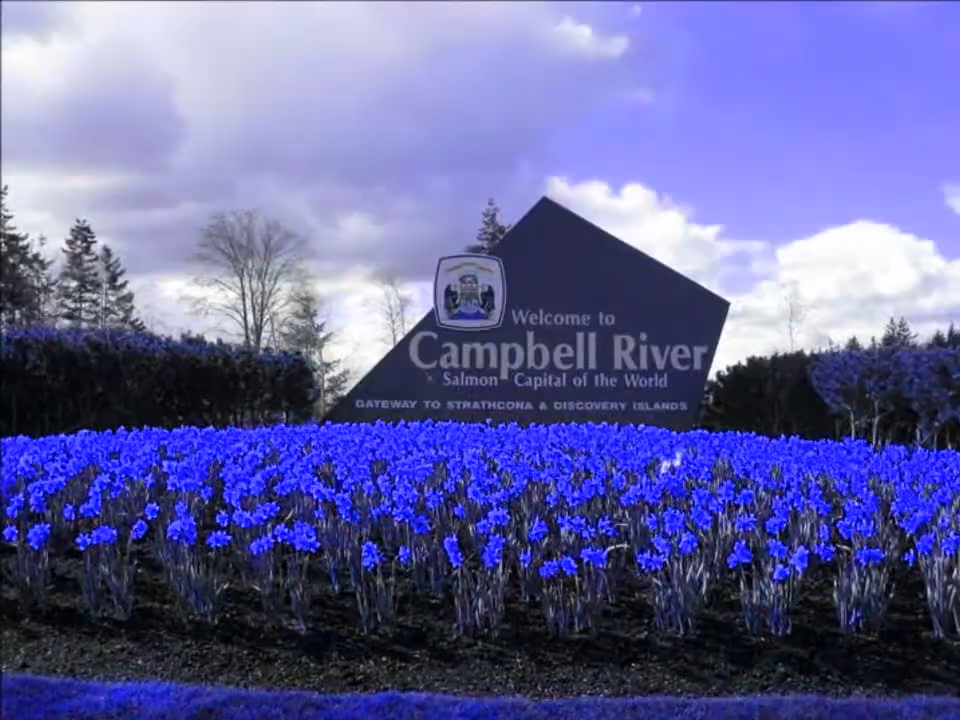 Welcome to
Campbell River
Salmon Capital of the World
GATEWAY TO STRATHCONA & DISCOVERY ISLANDS